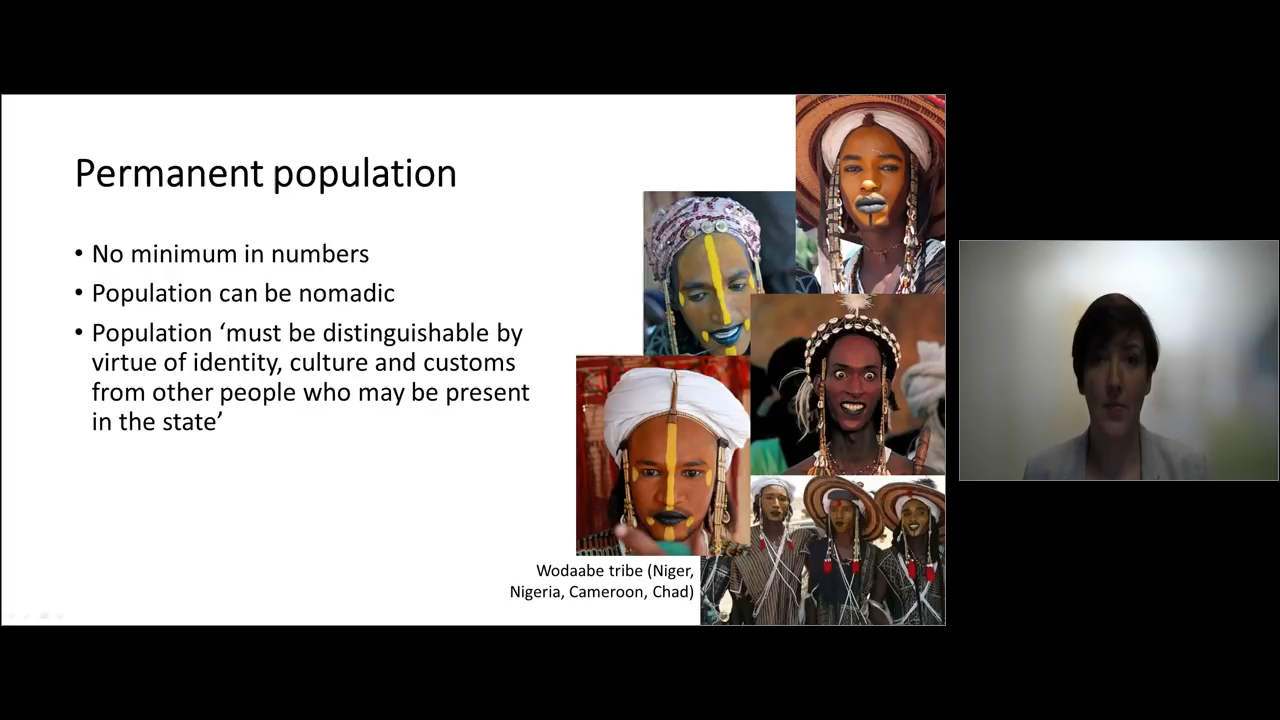 Permanent population
• No minimum in numbers
• Population can be nomadic
• Population ‘must be distinguishable by
virtue of identity, culture and customs
from other people who may be present
in the state’
Wodaabe tribe (Niger,
Nigeria, Cameroon, Chad)